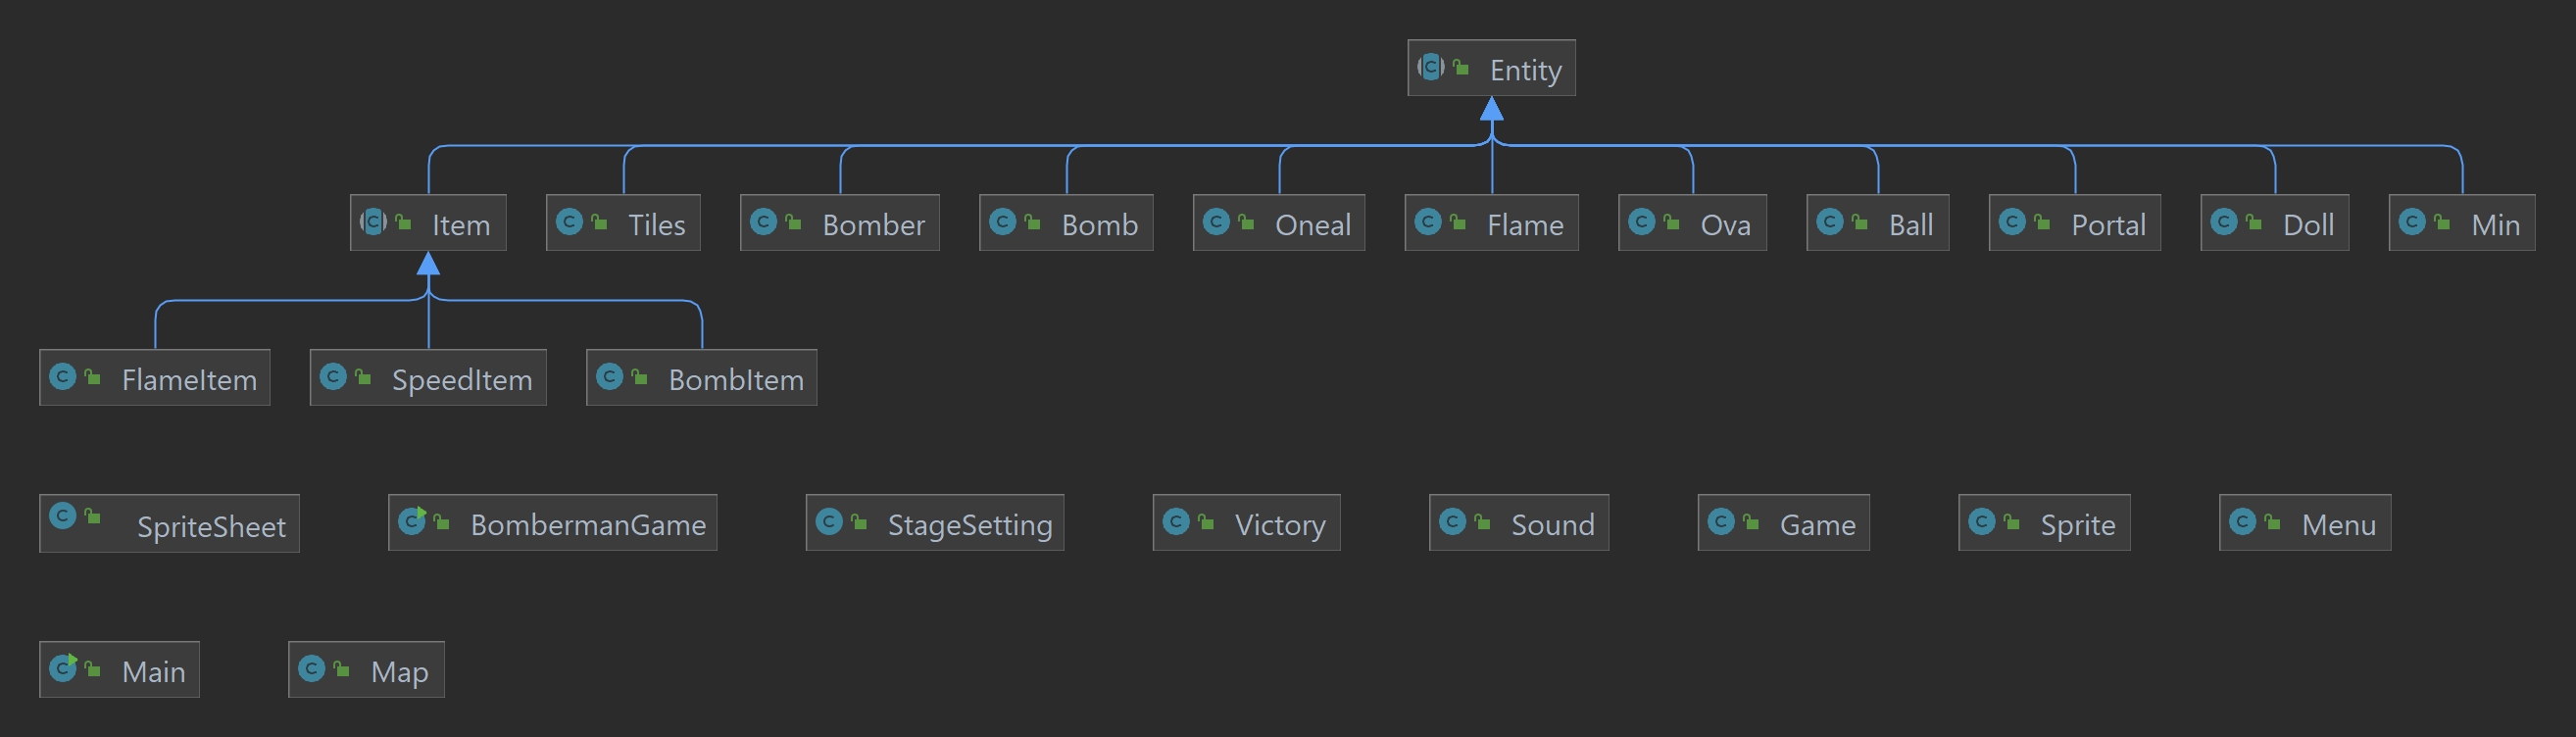 Entity
Item Tiles Bomber Bomb Oneal Flame Ova Ball Portal Doll Min
FlameItem SpeedItem BombItem
SpriteSheet BombermanGame StageSetting Victory Sound Game Sprite Menu
Main Map